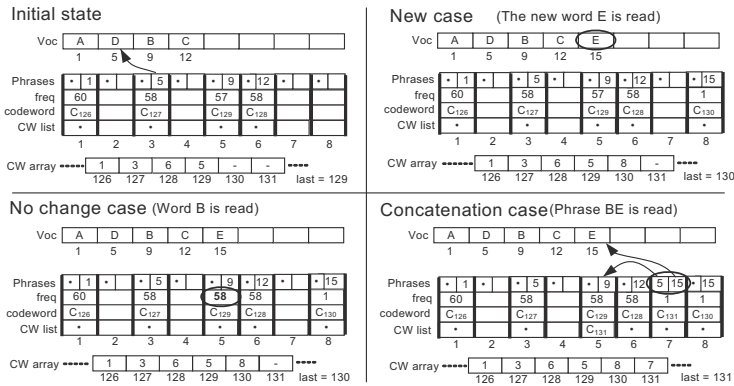 Initial state
Voc A D B C
1 5 9 12
Phrases • 1 • 5 • 9 • 12
freq 60 58 57 58
codeword C126 C127 C129 C128
CW list • • • •
1 2 3 4 5 6 7 8
CW array 1 3 6 5 - -
126 127 128 129 130 131 last = 129
New case (The new word E is read)
Voc A D B C E
1 5 9 12 15
Phrases • 1 • 5 • 9 • 12 • 15
freq 60 58 57 58 1
codeword C126 C127 C129 C128 C130
CW list • • • • •
1 2 3 4 5 6 7 8
CW array 1 3 6 5 8 -
126 127 128 129 130 131 last = 130
No change case (Word B is read)
Voc A D B C E
1 5 9 12 15
Phrases • 1 • 5 • 9 • 12 • 15
freq 60 58 58 58 1
codeword C126 C127 C129 C128 C130
CW list • • • • •
1 2 3 4 5 6 7 8
CW array 1 3 6 5 8 -
126 127 128 129 130 131 last = 130
Concatenation case(Phrase BE is read)
Voc A D B C E
1 5 9 12 15
Phrases • 1 • 5 • 9 • 12 5 15 • 15
freq 60 58 58 58 1 1
codeword C126 C127 C129 C128 C131 C130
CW list • • C131 • • •
1 2 3 4 5 6 7 8
CW array 1 3 6 5 8 7
126 127 128 129 130 131 last = 131